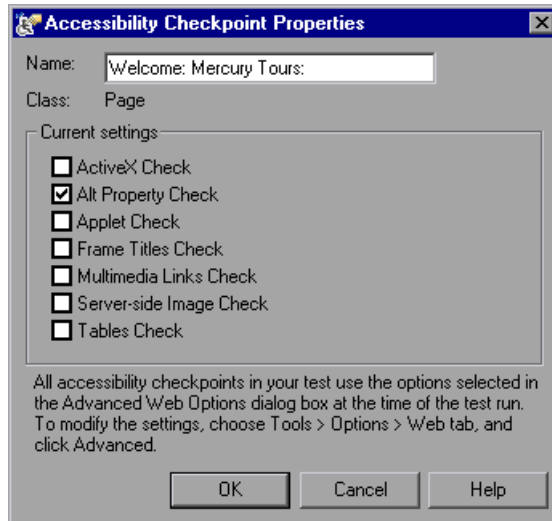 Accessibility Checkpoint Properties
Name: Welcome: Mercury Tours:
Class: Page
Current settings
ActiveX Check
Alt Property Check
Applet Check
Frame Titles Check
Multimedia Links Check
Server-side Image Check
Tables Check
All accessibility checkpoints in your test use the options selected in
the Advanced Web Options dialog box at the time of the test run.
To modify the settings, choose Tools > Options > Web tab, and
click Advanced.
OK Cancel Help